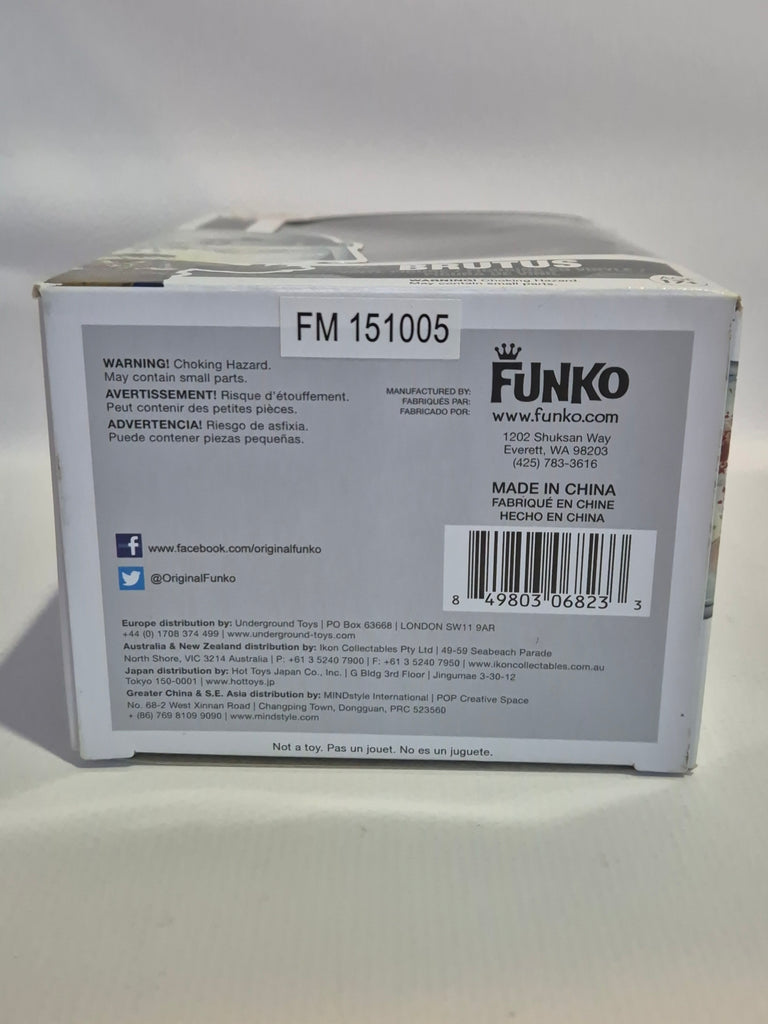 BRUTUS
WARNING! Choking Hazard.
May contain small parts.
FM 151005
WARNING! Choking Hazard.
May contain small parts.
AVERTISSEMENT! Risque d'étouffement.
Peut contenir des petites pièces.
ADVERTENCIA! Riesgo de asfixia.
Puede contener piezas pequeñas.
MANUFACTURED BY:
FABRIQUÉS PAR:
FABRICADO POR:
FUNKO
www.funko.com
1202 Shuksan Way
Everett, WA 98203
(425) 783-3616
MADE IN CHINA
FABRIQUÉ EN CHINE
HECHO EN CHINA
f www.facebook.com/originalfunko
@OriginalFunko
8 49803 06823 3
Europe distribution by: Underground Toys | PO Box 63668 | LONDON SW11 9AR
+44 (0) 1708 374 499 | www.underground-toys.com
Australia & New Zealand distribution by: Ikon Collectables Pty Ltd | 49-59 Seabeach Parade
North Shore, VIC 3214 Australia | P: +61 3 5240 7900 | F: +61 3 5240 7950 | www.ikoncollectables.com.au
Japan distribution by: Hot Toys Japan Co., Inc. | G Bldg 3rd Floor | Jingumae 3-30-12
Tokyo 150-0001 | www.hottoys.jp
Greater China & S.E. Asia distribution by: MINDstyle International | POP Creative Space
No. 68-2 West Xinnan Road | Changping Town, Dongguan, PRC 523560
+ (86) 769 8109 9090 | www.mindstyle.com
Not a toy. Pas un jouet. No es un juguete.